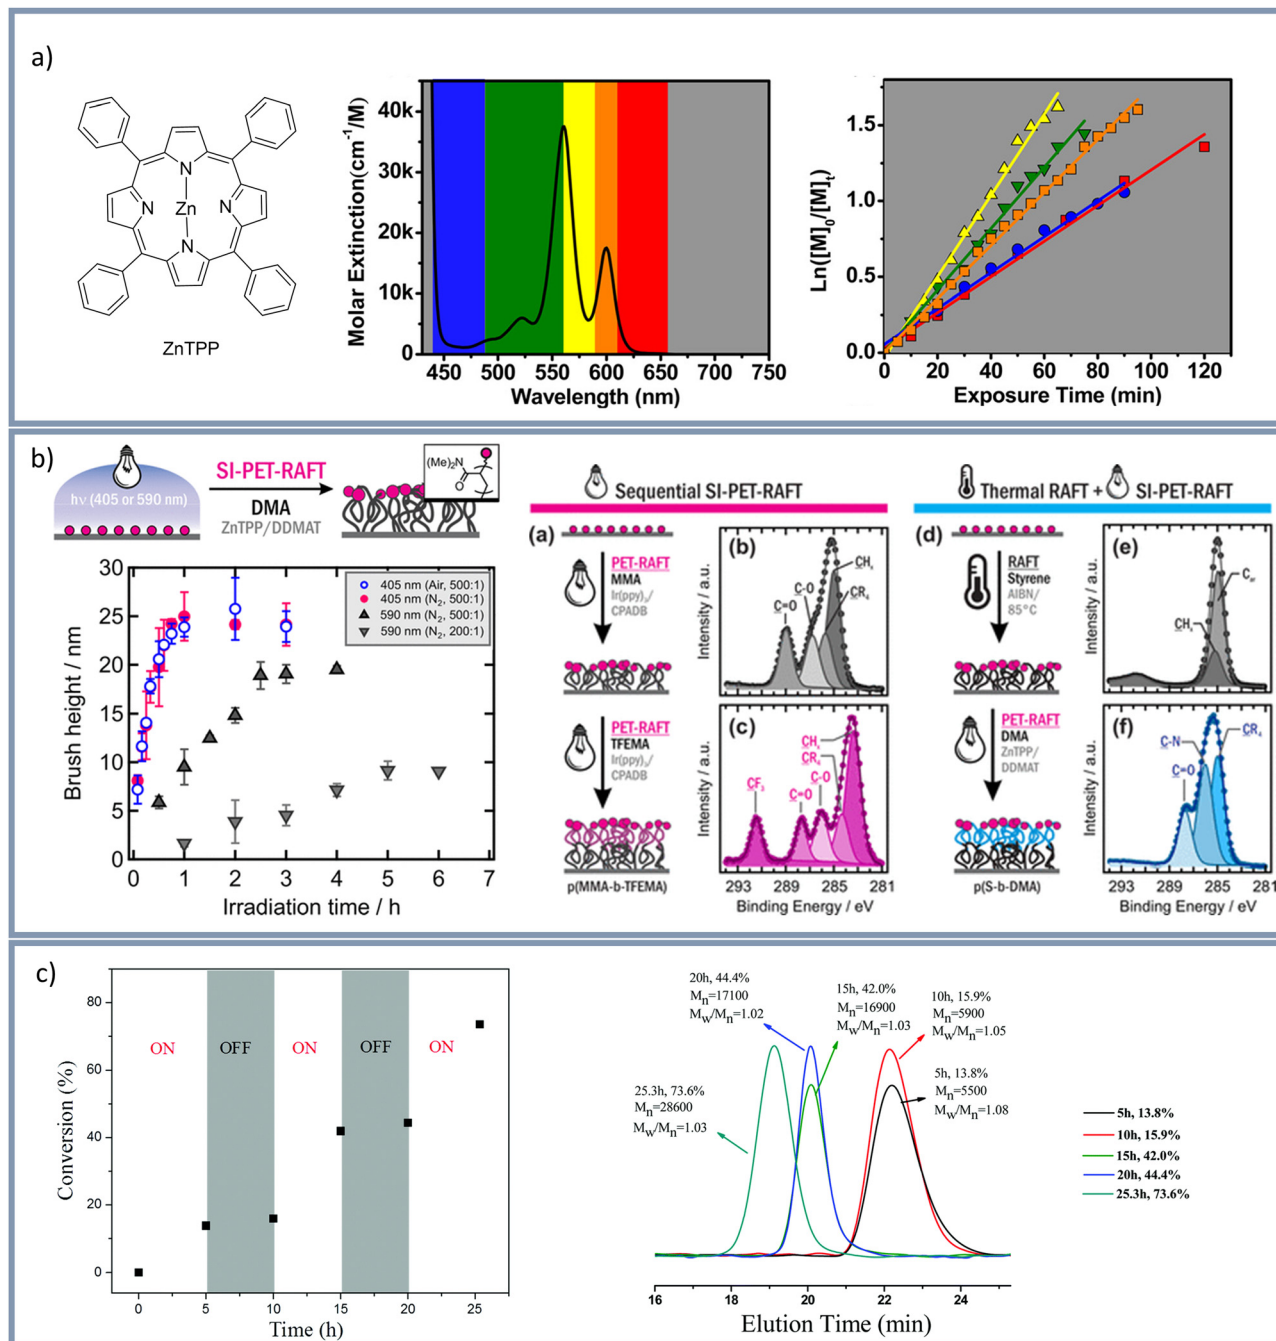 a)
N
N
Zn
N
N
ZnTPP
Molar Extinction(cm⁻¹/M)
40k
30k
20k
10k
0
450 500 550 600 650 700 750
Wavelength (nm)
Ln([M]₀/[M]ₜ)
1.5
1.0
0.5
0.0
20 40 60 80 100 120
Exposure Time (min)
b)
hν (405 or 590 nm)
SI-PET-RAFT
DMA
ZnTPP/DDMAT
(Me)₂N
O
Brush height / nm
30
25
20
15
10
5
0
405 nm (Air, 500:1)
405 nm (N₂, 500:1)
590 nm (N₂, 500:1)
590 nm (N₂, 200:1)
0 1 2 3 4 5 6 7
Irradiation time / h
Sequential SI-PET-RAFT
(a)
PET-RAFT
MMA
Ir(ppy)₃/
CPADB
PET-RAFT
TFEMA
Ir(ppy)₃/
CPADB
p(MMA-b-TFEMA)
(b)
Intensity / a.u.
C=O
C-O
CHₓ
CR₄
(c)
Intensity / a.u.
CF₃
C=O
C-O
CR₄
CHₓ
293 289 285 281
Binding Energy / eV
Thermal RAFT + SI-PET-RAFT
(d)
RAFT
Styrene
AIBN/
85°C
PET-RAFT
DMA
ZnTPP/
DDMAT
p(S-b-DMA)
(e)
Intensity / a.u.
CHₓ
(f)
Intensity / a.u.
C=O
C-N
CR₄
293 289 285 281
Binding Energy / eV
c)
Conversion (%)
80
60
40
20
0
ON OFF ON OFF ON
0 5 10 15 20 25
Time (h)
20h, 44.4%
Mn=17100
Mw/Mn=1.02
15h, 42.0%
Mn=16900
Mw/Mn=1.03
10h, 15.9%
Mn=5900
Mw/Mn=1.05
5h, 13.8%
Mn=5500
Mw/Mn=1.08
25.3h, 73.6%
Mn=28600
Mw/Mn=1.03
5h, 13.8%
10h, 15.9%
15h, 42.0%
20h, 44.4%
25.3h, 73.6%
16 18 20 22 24
Elution Time (min)